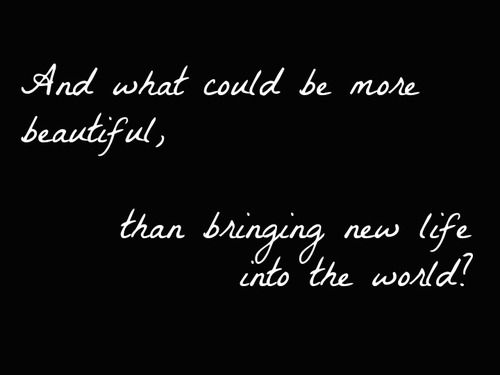 And what could be more
beautiful,
than bringing new life
into the world?